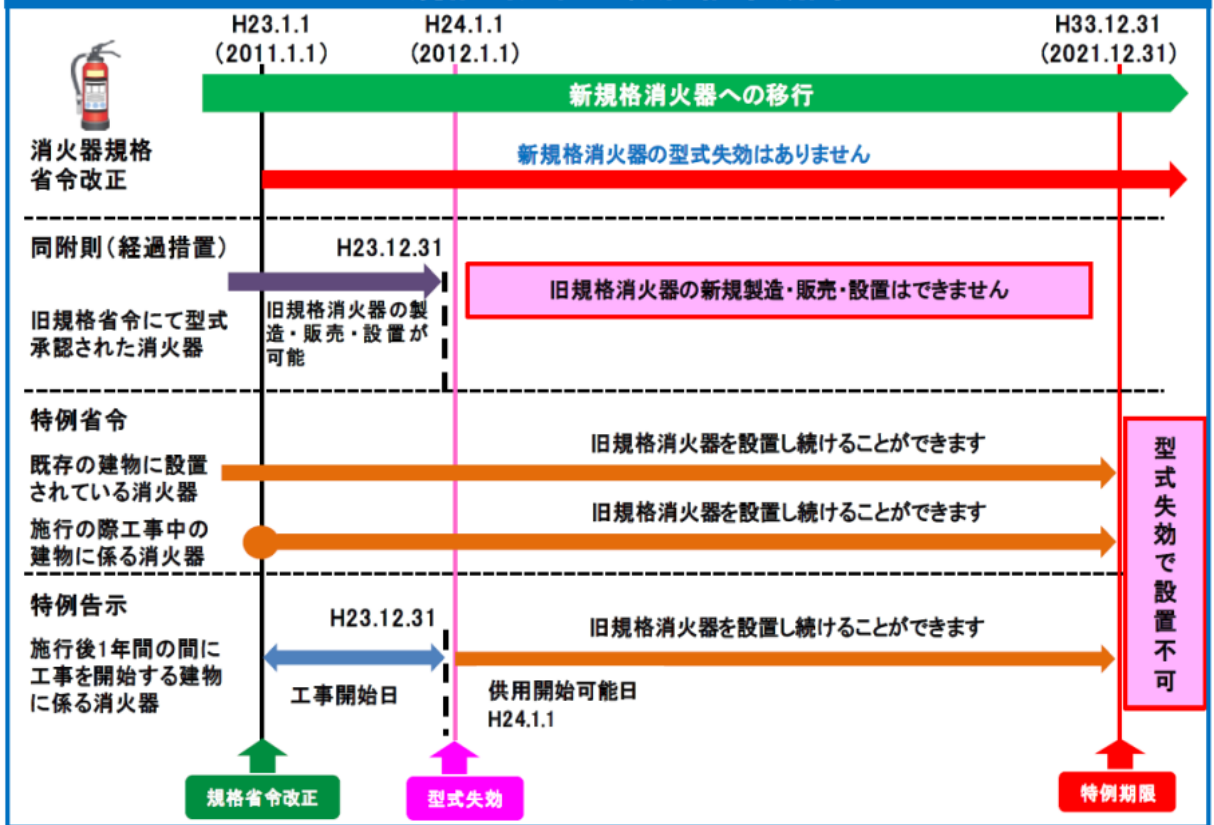 H23.1.1
(2011.1.1)
H24.1.1
(2012.1.1)
H33.12.31
(2021.12.31)
新規格消火器への移行
消火器規格
省令改正
新規格消火器の型式失効はありません
同附則(経過措置)
H23.12.31
旧規格消火器の新規製造・販売・設置はできません
旧規格省令にて型式
承認された消火器
旧規格消火器の製
造・販売・設置が
可能
特例省令
既存の建物に設置
されている消火器
旧規格消火器を設置し続けることができます
施行の際工事中の
建物に係る消火器
旧規格消火器を設置し続けることができます
型式失効で設置不可
特例告示
H23.12.31
施行後1年間の間に
工事を開始する建物
に係る消火器
旧規格消火器を設置し続けることができます
工事開始日
供用開始可能日
H24.1.1
規格省令改正
型式失効
特例期限